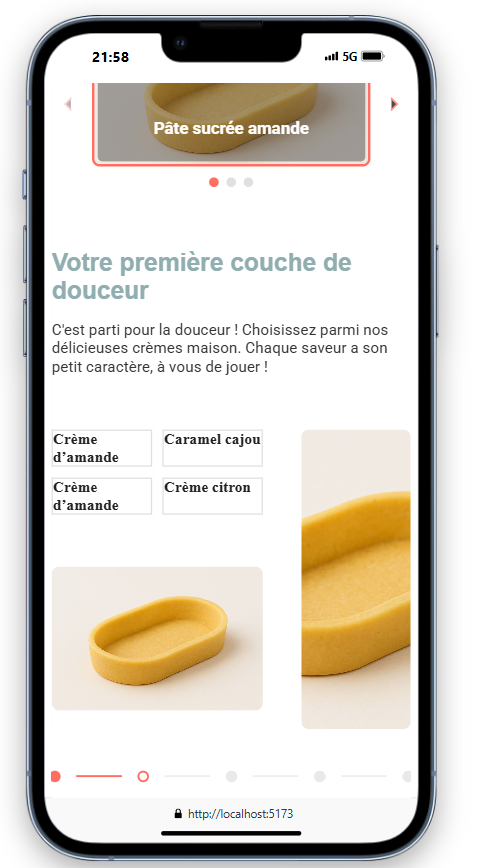 21:58
5G
Pâte sucrée amande
Votre première couche de
douceur
C'est parti pour la douceur ! Choisissez parmi nos
délicieuses crèmes maison. Chaque saveur a son
petit caractère, à vous de jouer !
Crème
d’amande
Caramel cajou
Crème
d’amande
Crème citron
http://localhost:5173